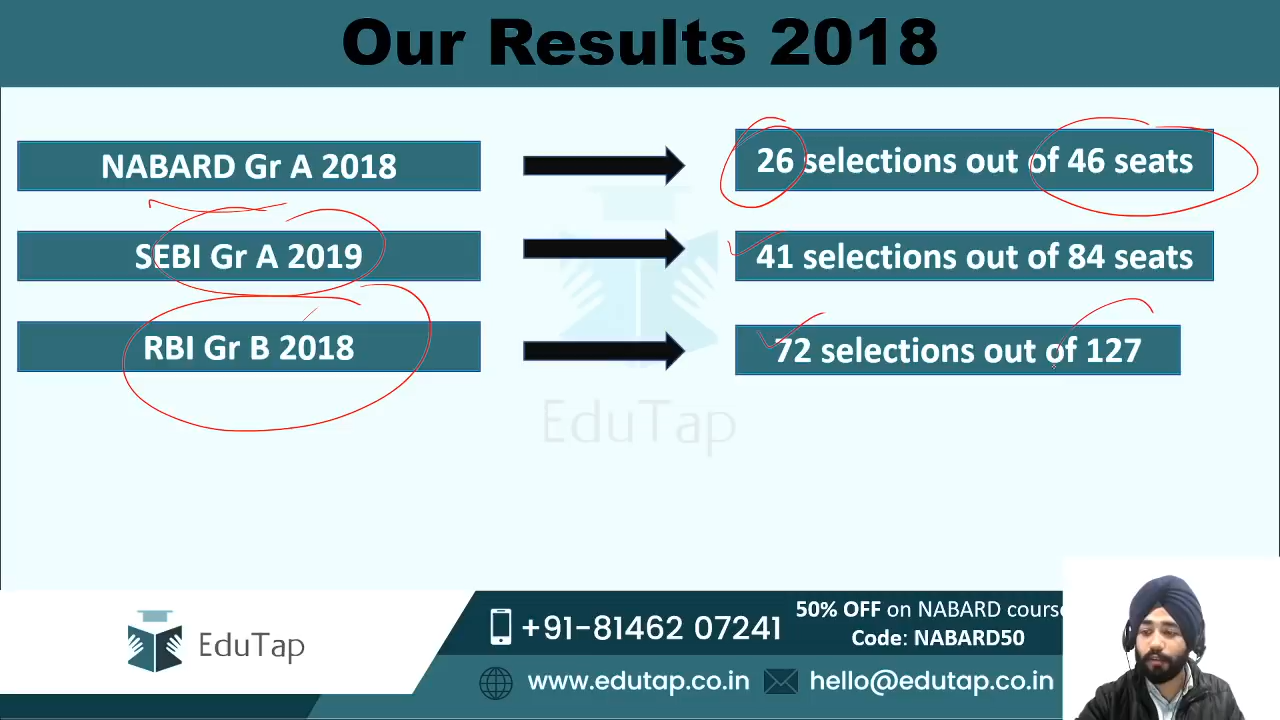 Our Results 2018
NABARD Gr A 2018
26 selections out of 46 seats
SEBI Gr A 2019
41 selections out of 84 seats
RBI Gr B 2018
72 selections out of 127
EduTap
EduTap
+91-81462 07241
50% OFF on NABARD course
Code: NABARD50
www.edutap.co.in
hello@edutap.co.in